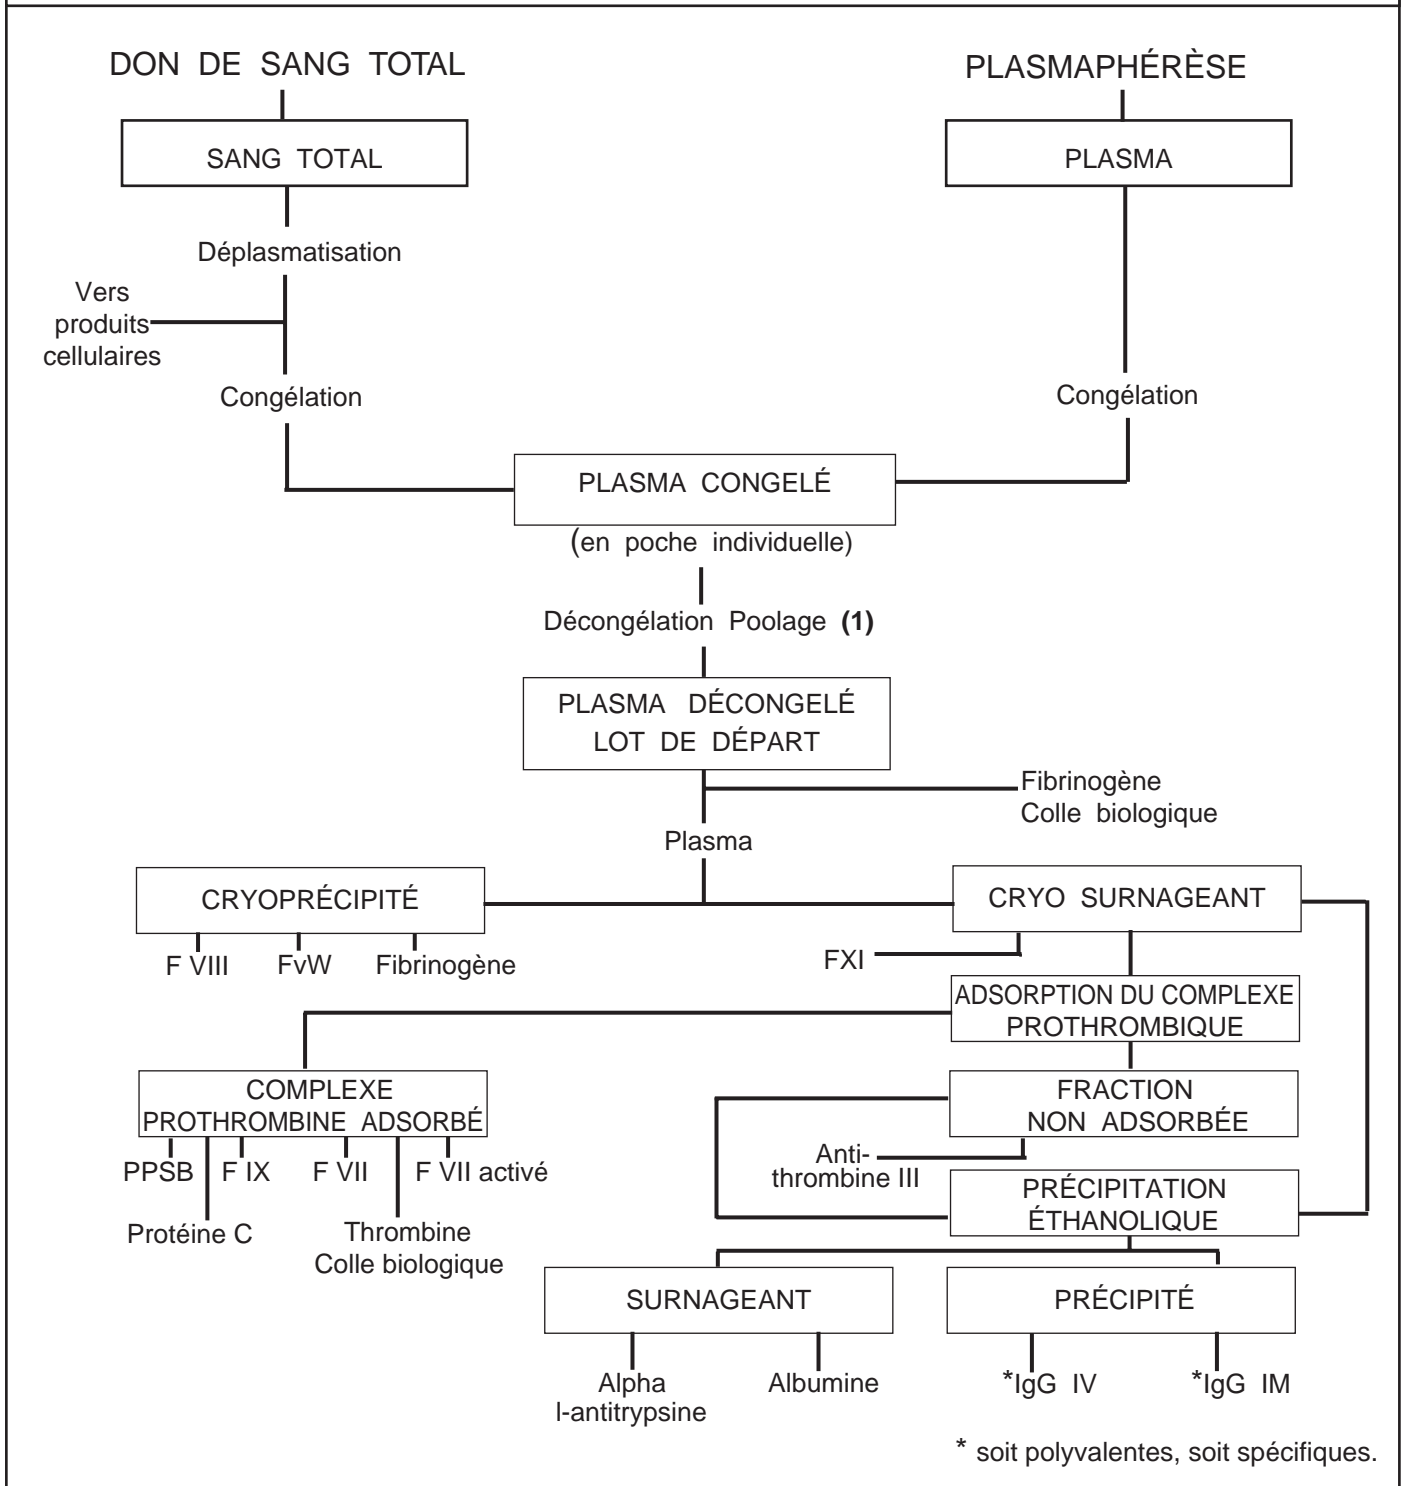 DON DE SANG TOTAL
PLASMAPHÉRÈSE
SANG TOTAL
PLASMA
Déplasmatisation
Vers
produits
cellulaires
Congélation
Congélation
PLASMA CONGELÉ
(en poche individuelle)
Décongélation Poolage (1)
PLASMA DÉCONGELÉ
LOT DE DÉPART
Fibrinogène
Colle biologique
Plasma
CRYOPRÉCIPITÉ
CRYO SURNAGEANT
F VIII
FvW
Fibrinogène
FXI
ADSORPTION DU COMPLEXE
PROTHROMBIQUE
COMPLEXE
PROTHROMBINE ADSORBÉ
FRACTION
NON ADSORBÉE
PPSB
F IX
F VII
F VII activé
Anti-
thrombine III
Protéine C
Thrombine
Colle biologique
PRÉCIPITATION
ÉTHANOLIQUE
SURNAGEANT
PRÉCIPITÉ
Alpha
l-antitrypsine
Albumine
*IgG IV
*IgG IM
* soit polyvalentes, soit spécifiques.